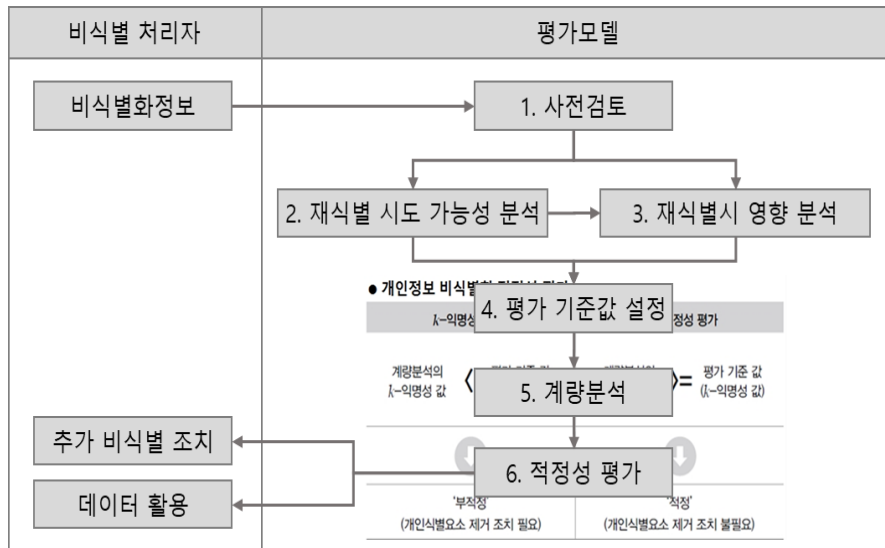 비식별 처리자
평가모델
비식별화정보
1. 사전검토
2. 재식별 시도 가능성 분석
3. 재식별시 영향 분석
● 개인정보 비식별화
4. 평가 기준값 설정
k-익명성
정성 평가
계량분석의
k-익명성 값
<
5. 계량분석
>=
평가 기준 값
(k-익명성 값)
추가 비식별 조치
6. 적정성 평가
데이터 활용
'부적정'
(개인식별요소 제거 조치 필요)
'적정'
(개인식별요소 제거 조치 불필요)